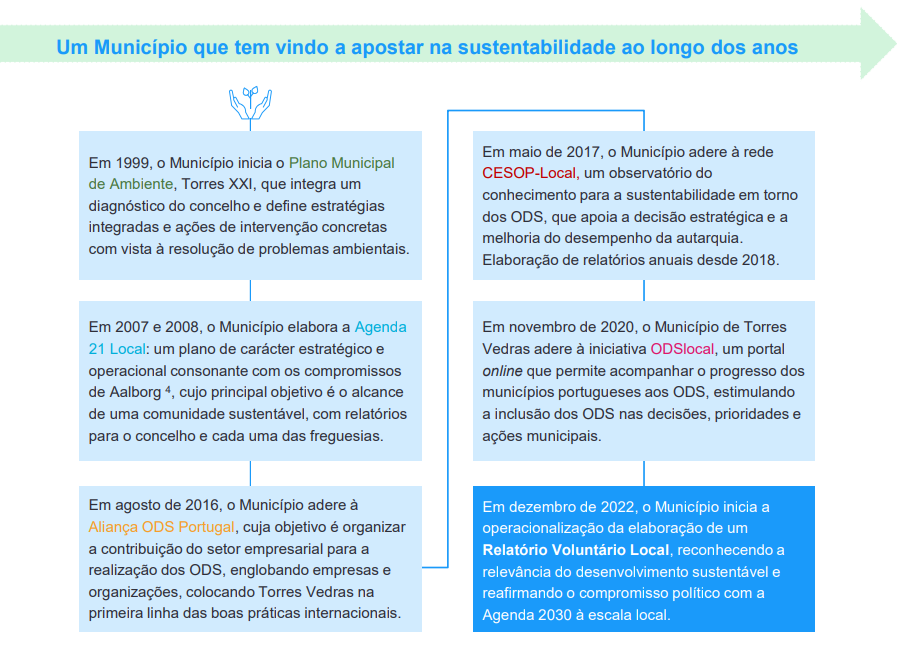 Um Município que tem vindo a apostar na sustentabilidade ao longo dos anos
Em 1999, o Município inicia o Plano Municipal
de Ambiente, Torres XXI, que integra um
diagnóstico do concelho e define estratégias
integradas e ações de intervenção concretas
com vista à resolução de problemas ambientais.
Em 2007 e 2008, o Município elabora a Agenda
21 Local: um plano de carácter estratégico e
operacional consonante com os compromissos
de Aalborg ⁴, cujo principal objetivo é o alcance
de uma comunidade sustentável, com relatórios
para o concelho e cada uma das freguesias.
Em agosto de 2016, o Município adere à
Aliança ODS Portugal, cuja objetivo é organizar
a contribuição do setor empresarial para a
realização dos ODS, englobando empresas e
organizações, colocando Torres Vedras na
primeira linha das boas práticas internacionais.
Em maio de 2017, o Município adere à rede
CESOP-Local, um observatório do
conhecimento para a sustentabilidade em torno
dos ODS, que apoia a decisão estratégica e a
melhoria do desempenho da autarquia.
Elaboração de relatórios anuais desde 2018.
Em novembro de 2020, o Município de Torres
Vedras adere à iniciativa ODSlocal, um portal
online que permite acompanhar o progresso dos
municípios portugueses aos ODS, estimulando
a inclusão dos ODS nas decisões, prioridades e
ações municipais.
Em dezembro de 2022, o Município inicia a
operacionalização da elaboração de um
Relatório Voluntário Local, reconhecendo a
relevância do desenvolvimento sustentável e
reafirmando o compromisso político com a
Agenda 2030 à escala local.